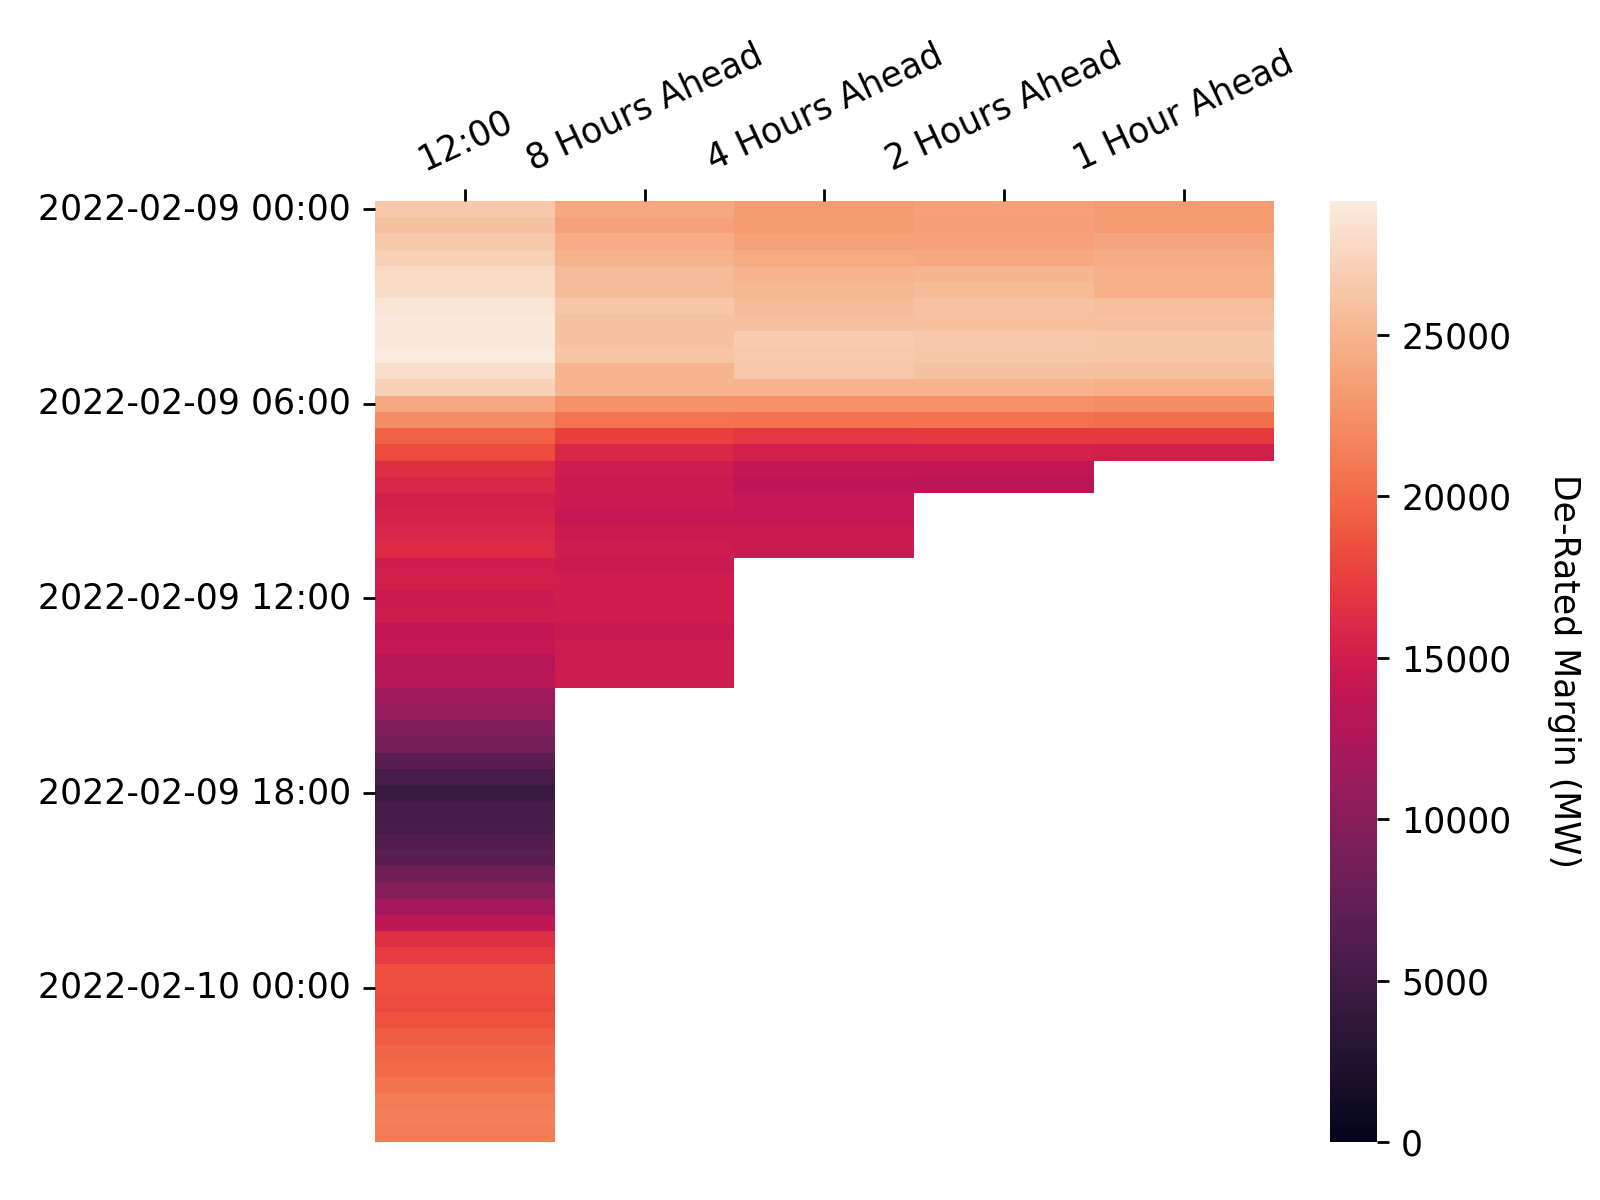 12:00
8 Hours Ahead
4 Hours Ahead
2 Hours Ahead
1 Hour Ahead
2022-02-09 00:00
2022-02-09 06:00
2022-02-09 12:00
2022-02-09 18:00
2022-02-10 00:00
25000
20000
15000
10000
5000
0
De-Rated Margin (MW)